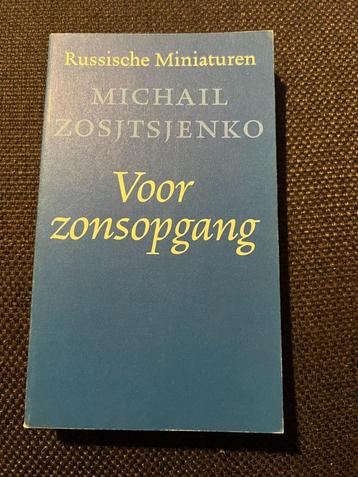 Russische Miniaturen
MICHAIL
ZOSJTSJENKO
Voor
zonsopgang